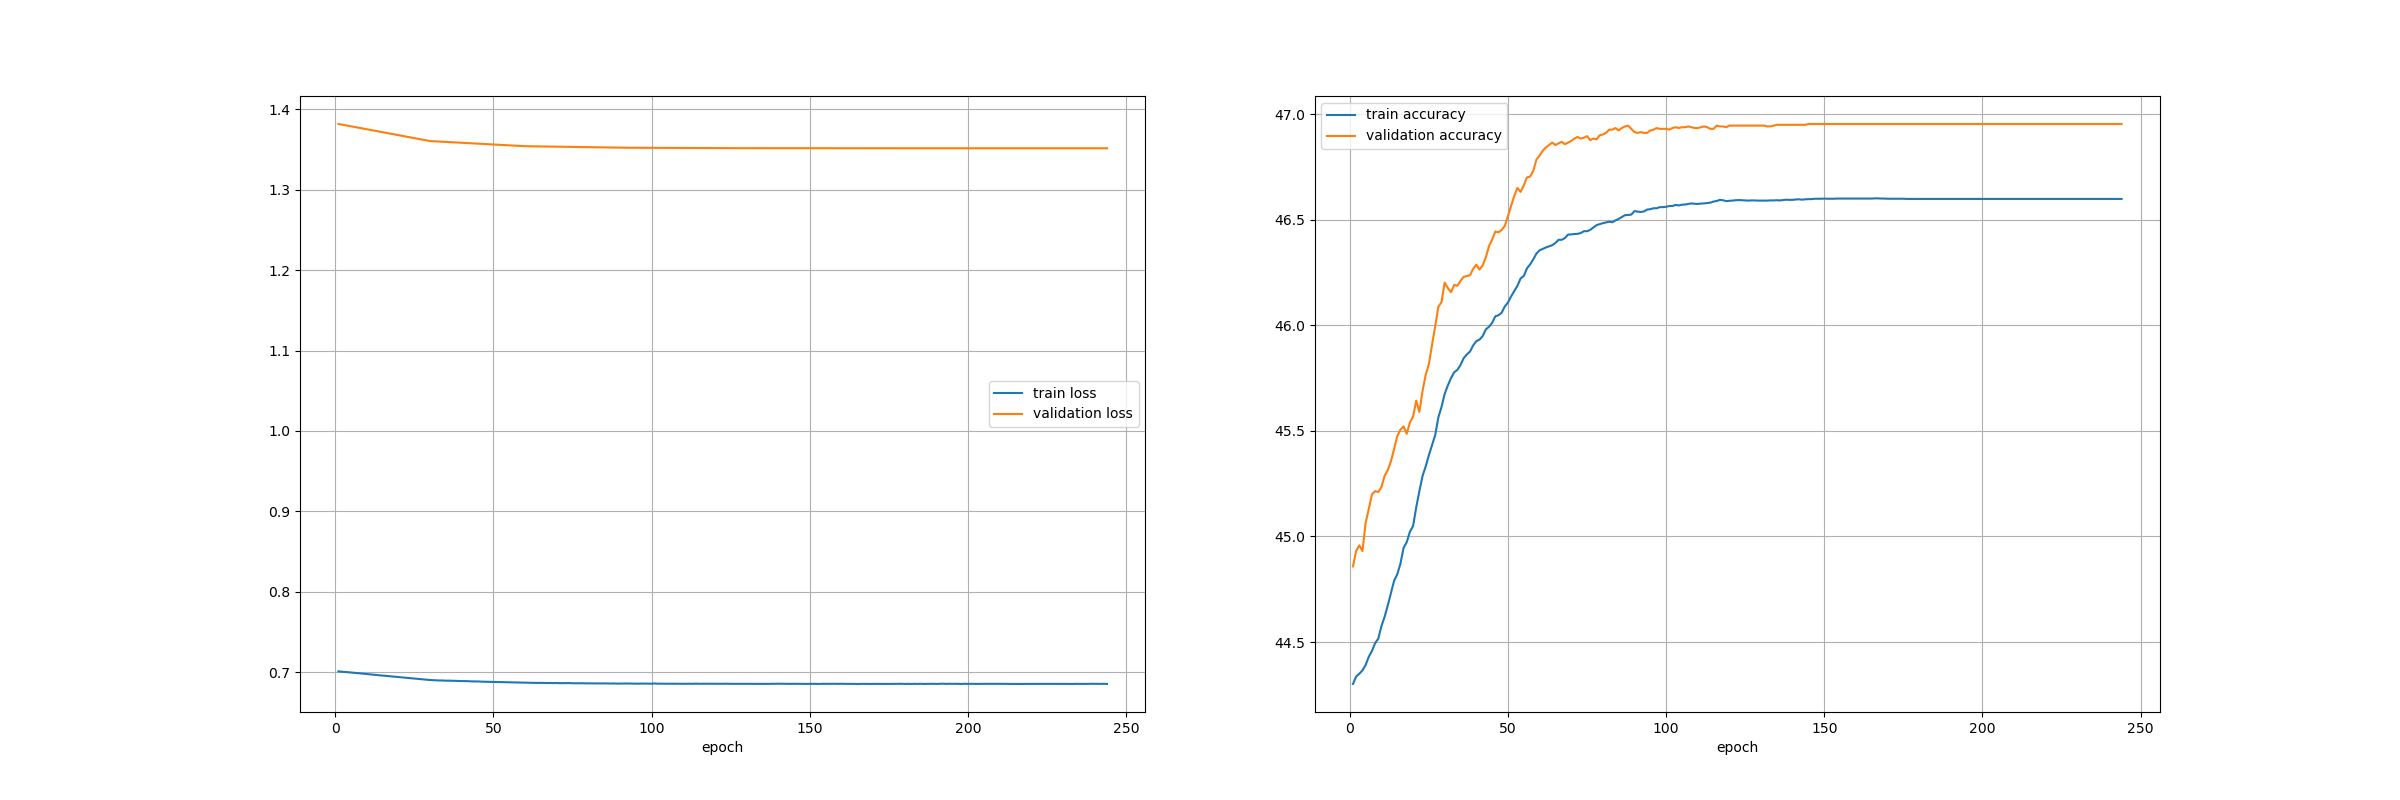 1.4
1.3
1.2
1.1
1.0
0.9
0.8
0.7
0 50 100 150 200 250
epoch
train loss
validation loss
47.0
46.5
46.0
45.5
45.0
44.5
0 50 100 150 200 250
epoch
train accuracy
validation accuracy